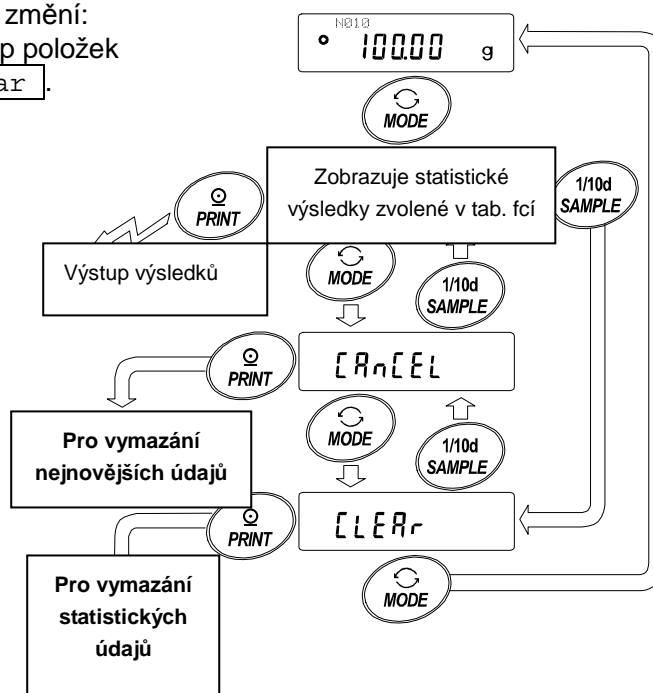 změní:
p položek
ar .
N010
100.00 g
MODE
Zobrazuje statistické
výsledky zvolené v tab. fcí
PRINT
1/10d
SAMPLE
Výstup výsledků
MODE
1/10d
SAMPLE
PRINT
CAnCEL
Pro vymazání
nejnovějších údajů
MODE
1/10d
SAMPLE
PRINT
CLEAr
Pro vymazání
statistických
údajů
MODE